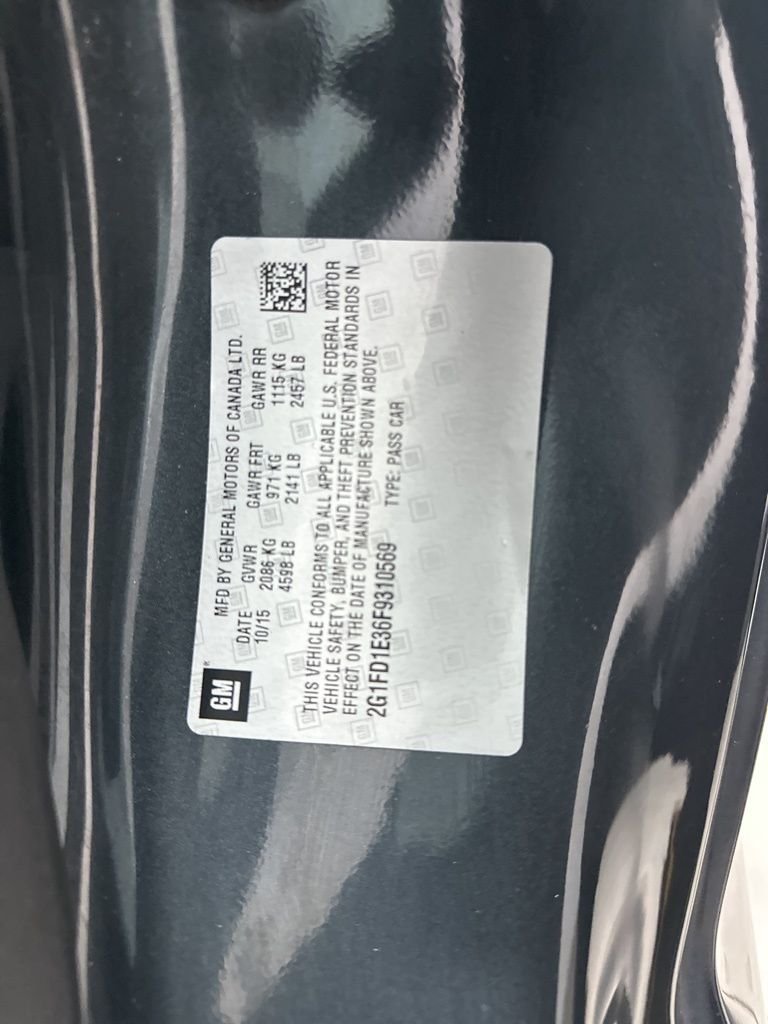 GM
MFD BY GENERAL MOTORS OF CANADA LTD.
DATE GVWR GAWR FRT GAWR RR
10/15 2086 KG 971 KG 1115 KG
4598 LB 2141 LB 2457 LB
THIS VEHICLE CONFORMS TO ALL APPLICABLE U.S. FEDERAL MOTOR
VEHICLE SAFETY, BUMPER, AND THEFT PREVENTION STANDARDS IN
EFFECT ON THE DATE OF MANUFACTURE SHOWN ABOVE.
2G1FD1E36F9310569 TYPE: PASS CAR